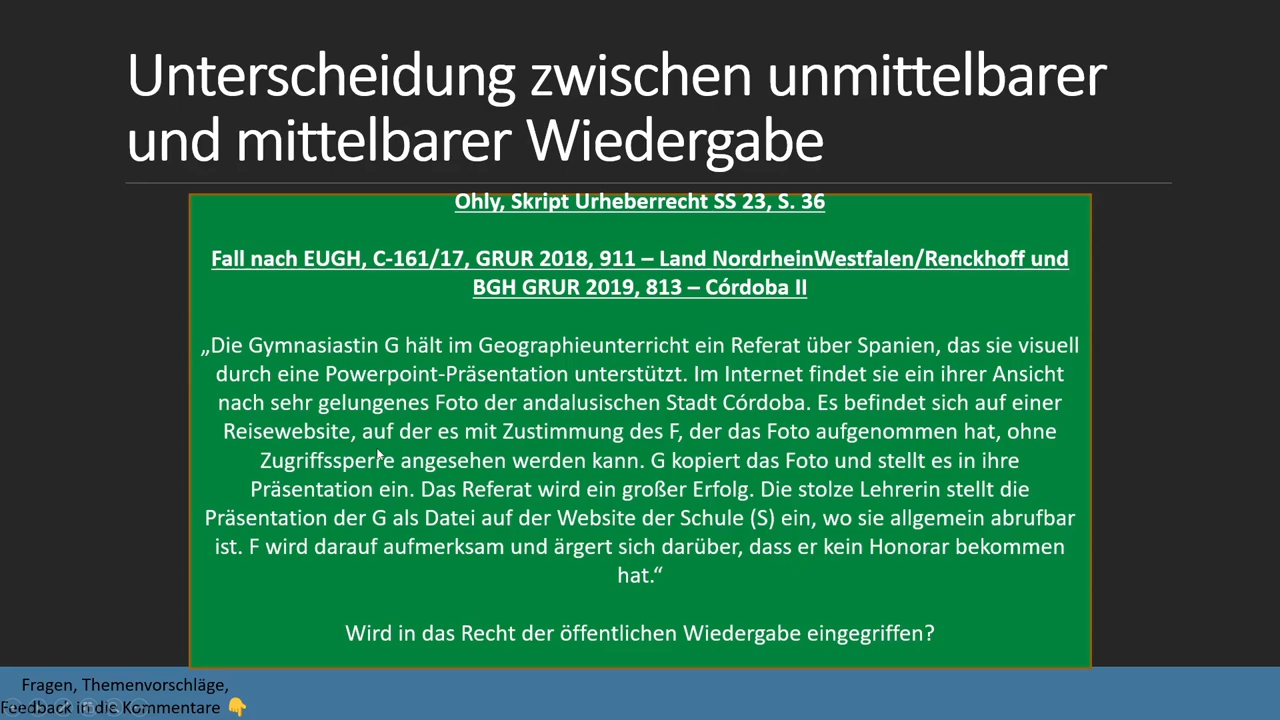 Unterscheidung zwischen unmittelbarer
und mittelbarer Wiedergabe
Ohly, Skript Urheberrecht SS 23, S. 36
Fall nach EUGH, C-161/17, GRUR 2018, 911 – Land NordrheinWestfalen/Renckhoff und
BGH GRUR 2019, 813 – Córdoba II
„Die Gymnasiastin G hält im Geographieunterricht ein Referat über Spanien, das sie visuell
durch eine Powerpoint-Präsentation unterstützt. Im Internet findet sie ein ihrer Ansicht
nach sehr gelungenes Foto der andalusischen Stadt Córdoba. Es befindet sich auf einer
Reisewebsite, auf der es mit Zustimmung des F, der das Foto aufgenommen hat, ohne
Zugriffssperre angesehen werden kann. G kopiert das Foto und stellt es in ihre
Präsentation ein. Das Referat wird ein großer Erfolg. Die stolze Lehrerin stellt die
Präsentation der G als Datei auf der Website der Schule (S) ein, wo sie allgemein abrufbar
ist. F wird darauf aufmerksam und ärgert sich darüber, dass er kein Honorar bekommen
hat.“
Wird in das Recht der öffentlichen Wiedergabe eingegriffen?
Fragen, Themenvorschläge,
Feedback in die Kommentare 👇